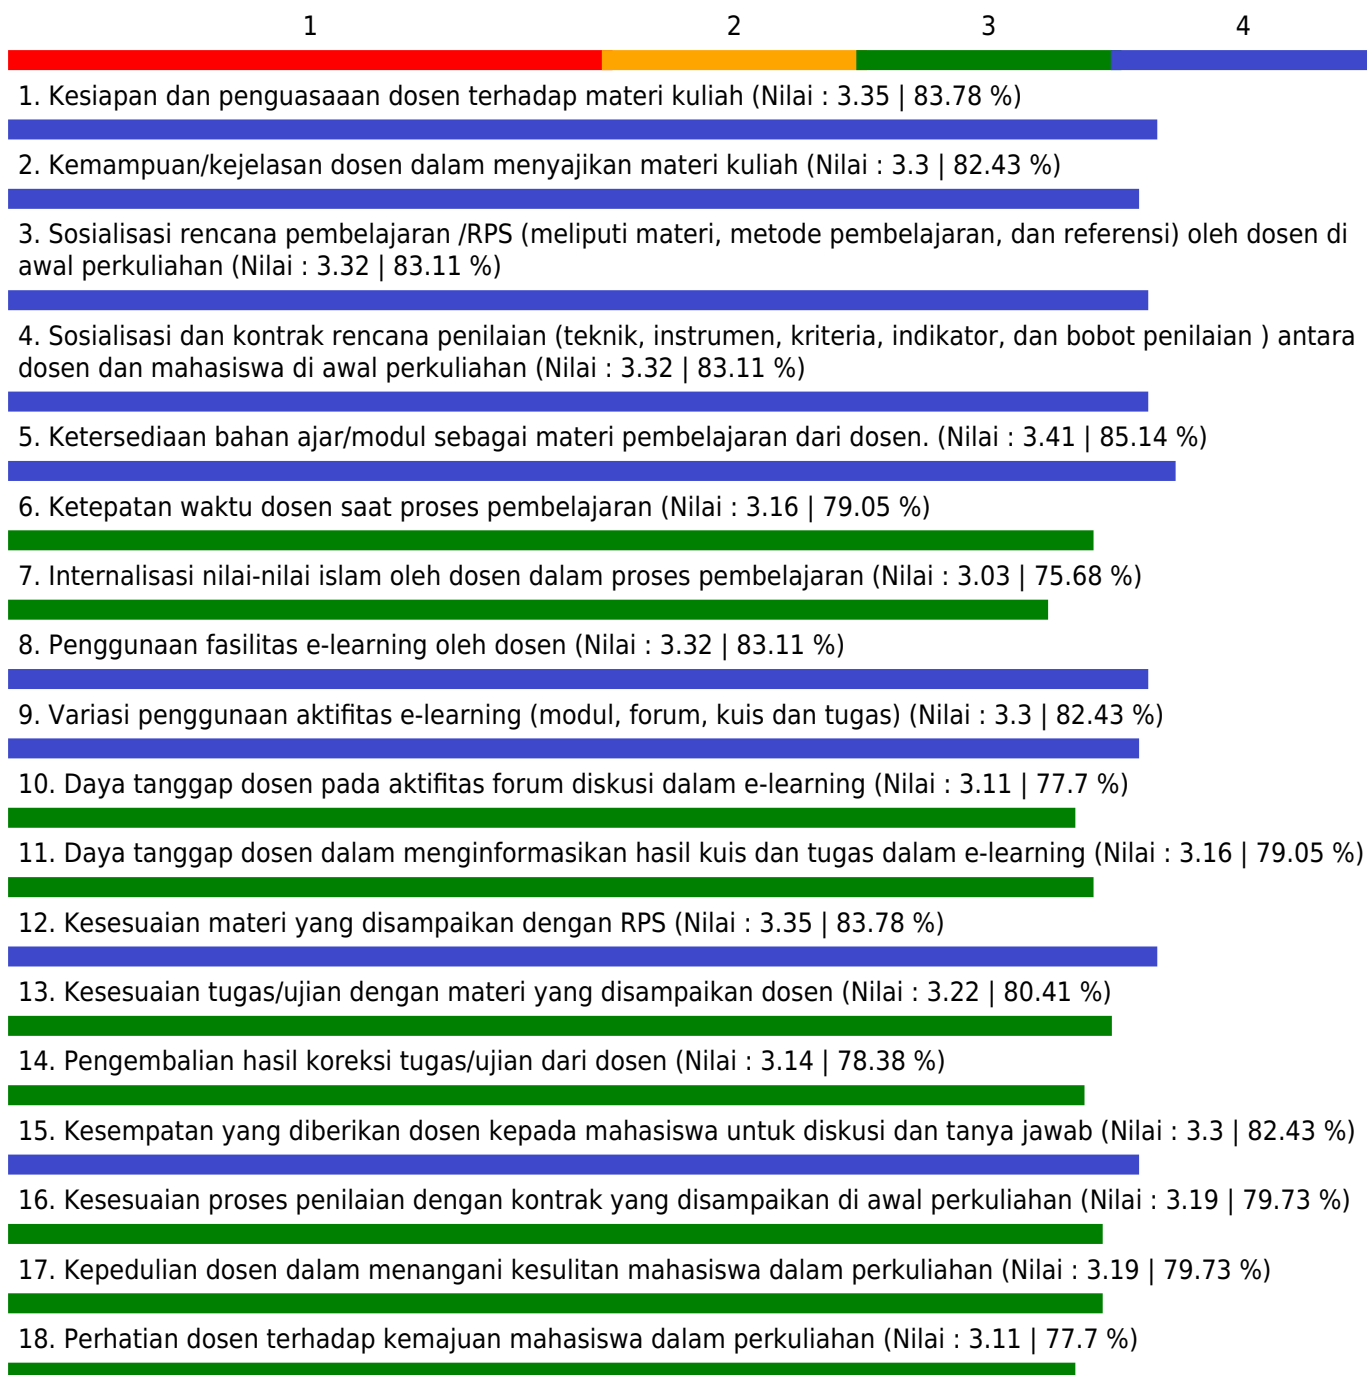 1 2 3 4
1. Kesiapan dan penguasaaan dosen terhadap materi kuliah (Nilai : 3.35 | 83.78 %)
2. Kemampuan/kejelasan dosen dalam menyajikan materi kuliah (Nilai : 3.3 | 82.43 %)
3. Sosialisasi rencana pembelajaran /RPS (meliputi materi, metode pembelajaran, dan referensi) oleh dosen di
awal perkuliahan (Nilai : 3.32 | 83.11 %)
4. Sosialisasi dan kontrak rencana penilaian (teknik, instrumen, kriteria, indikator, dan bobot penilaian ) antara
dosen dan mahasiswa di awal perkuliahan (Nilai : 3.32 | 83.11 %)
5. Ketersediaan bahan ajar/modul sebagai materi pembelajaran dari dosen. (Nilai : 3.41 | 85.14 %)
6. Ketepatan waktu dosen saat proses pembelajaran (Nilai : 3.16 | 79.05 %)
7. Internalisasi nilai-nilai islam oleh dosen dalam proses pembelajaran (Nilai : 3.03 | 75.68 %)
8. Penggunaan fasilitas e-learning oleh dosen (Nilai : 3.32 | 83.11 %)
9. Variasi penggunaan aktifitas e-learning (modul, forum, kuis dan tugas) (Nilai : 3.3 | 82.43 %)
10. Daya tanggap dosen pada aktifitas forum diskusi dalam e-learning (Nilai : 3.11 | 77.7 %)
11. Daya tanggap dosen dalam menginformasikan hasil kuis dan tugas dalam e-learning (Nilai : 3.16 | 79.05 %)
12. Kesesuaian materi yang disampaikan dengan RPS (Nilai : 3.35 | 83.78 %)
13. Kesesuaian tugas/ujian dengan materi yang disampaikan dosen (Nilai : 3.22 | 80.41 %)
14. Pengembalian hasil koreksi tugas/ujian dari dosen (Nilai : 3.14 | 78.38 %)
15. Kesempatan yang diberikan dosen kepada mahasiswa untuk diskusi dan tanya jawab (Nilai : 3.3 | 82.43 %)
16. Kesesuaian proses penilaian dengan kontrak yang disampaikan di awal perkuliahan (Nilai : 3.19 | 79.73 %)
17. Kepedulian dosen dalam menangani kesulitan mahasiswa dalam perkuliahan (Nilai : 3.19 | 79.73 %)
18. Perhatian dosen terhadap kemajuan mahasiswa dalam perkuliahan (Nilai : 3.11 | 77.7 %)